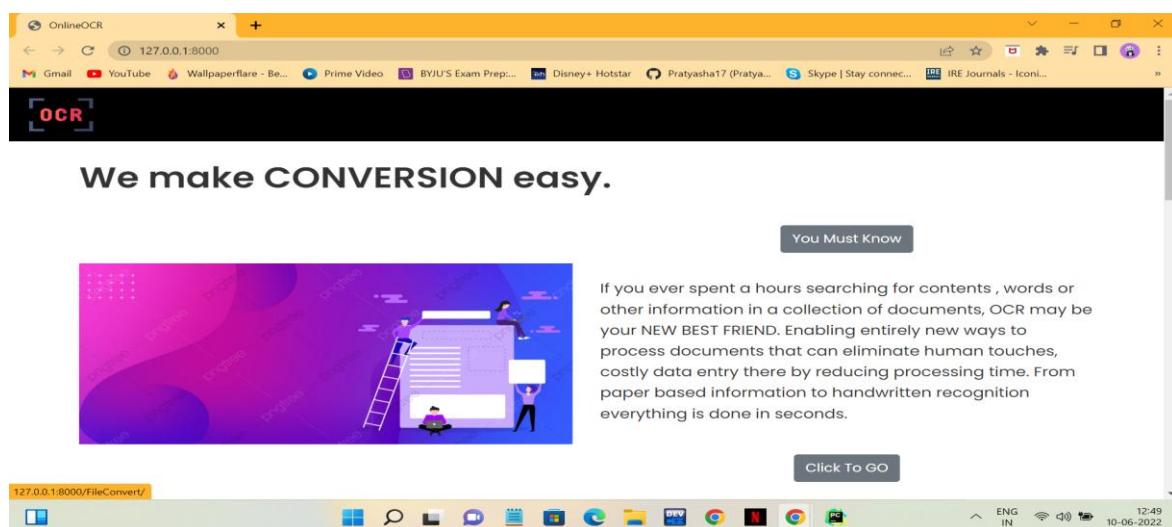 OnlineOCR
127.0.0.1:8000
Gmail YouTube Wallpaperflare - Be... Prime Video BYJU'S Exam Prep:... Disney+ Hotstar Pratyasha17 (Pratya... Skype | Stay connec... IRE Journals - Iconi... »
OCR
We make CONVERSION easy.
You Must Know
If you ever spent a hours searching for contents , words or
other information in a collection of documents, OCR may be
your NEW BEST FRIEND. Enabling entirely new ways to
process documents that can eliminate human touches,
costly data entry there by reducing processing time. From
paper based information to handwritten recognition
everything is done in seconds.
Click To GO
127.0.0.1:8000/FileConvert/
ENG
IN
12:49
10-06-2022